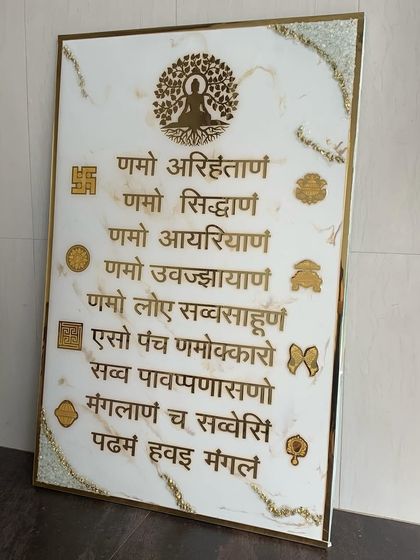 णमो अरिहंताणं
णमो सिद्धाणं
णमो आयरियाणं
णमो उवज्झायाणं
णमो लोए सव्वसाहूणं
एसो पंच णमोक्कारो
सव्व पावप्पणासणो
मंगलाणं च सव्वेसिं
पढमं हवइ मंगलं